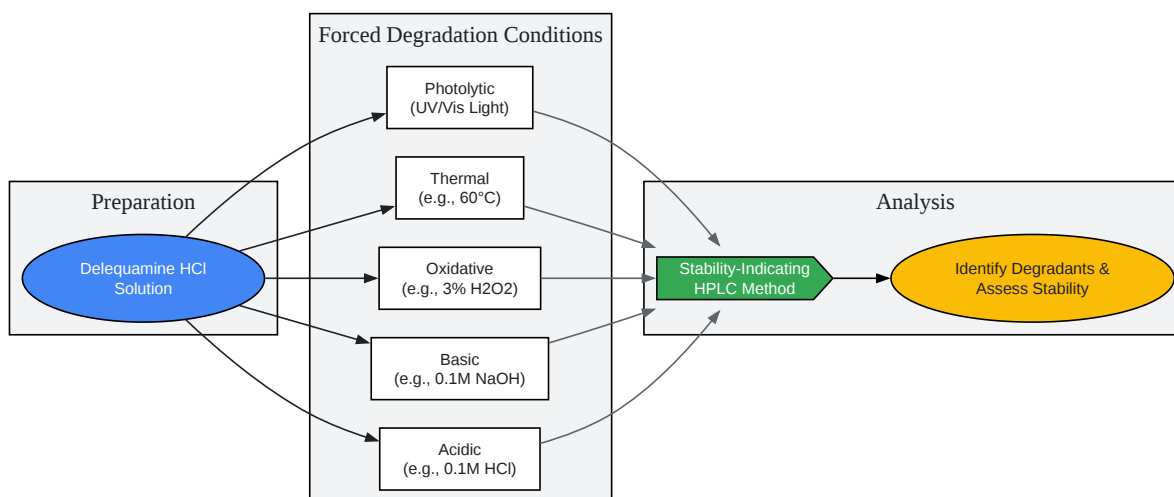 Preparation
Delequamine HCl
Solution
Forced Degradation Conditions
Photolytic
(UV/Vis Light)
Thermal
(e.g., 60°C)
Oxidative
(e.g., 3% H2O2)
Basic
(e.g., 0.1M NaOH)
Acidic
(e.g., 0.1M HCl)
Analysis
Stability-Indicating
HPLC Method
Identify Degradants &
Assess Stability